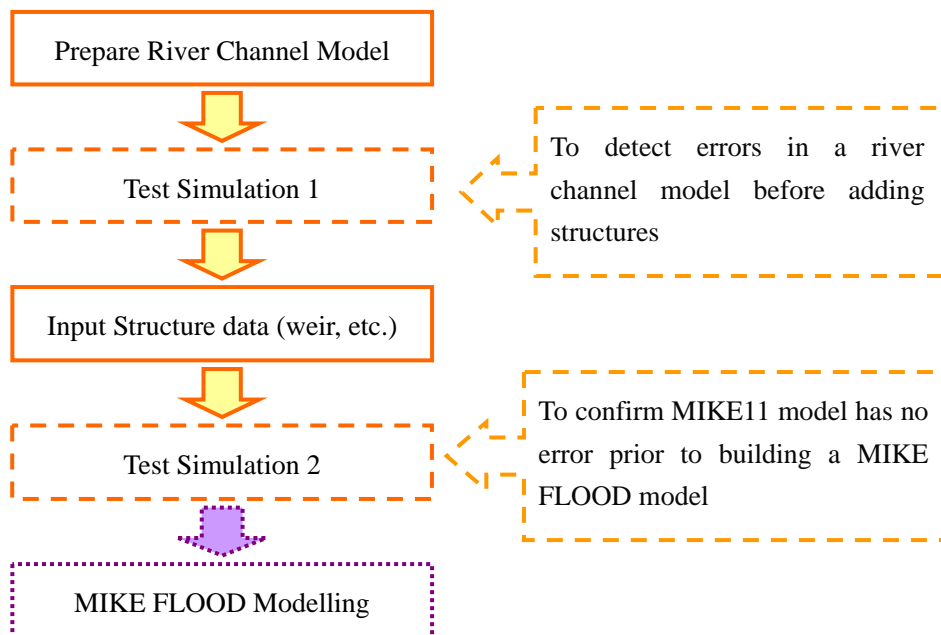 Prepare River Channel Model
Test Simulation 1
To detect errors in a river
channel model before adding
structures
Input Structure data (weir, etc.)
Test Simulation 2
To confirm MIKE11 model has no
error prior to building a MIKE
FLOOD model
MIKE FLOOD Modelling